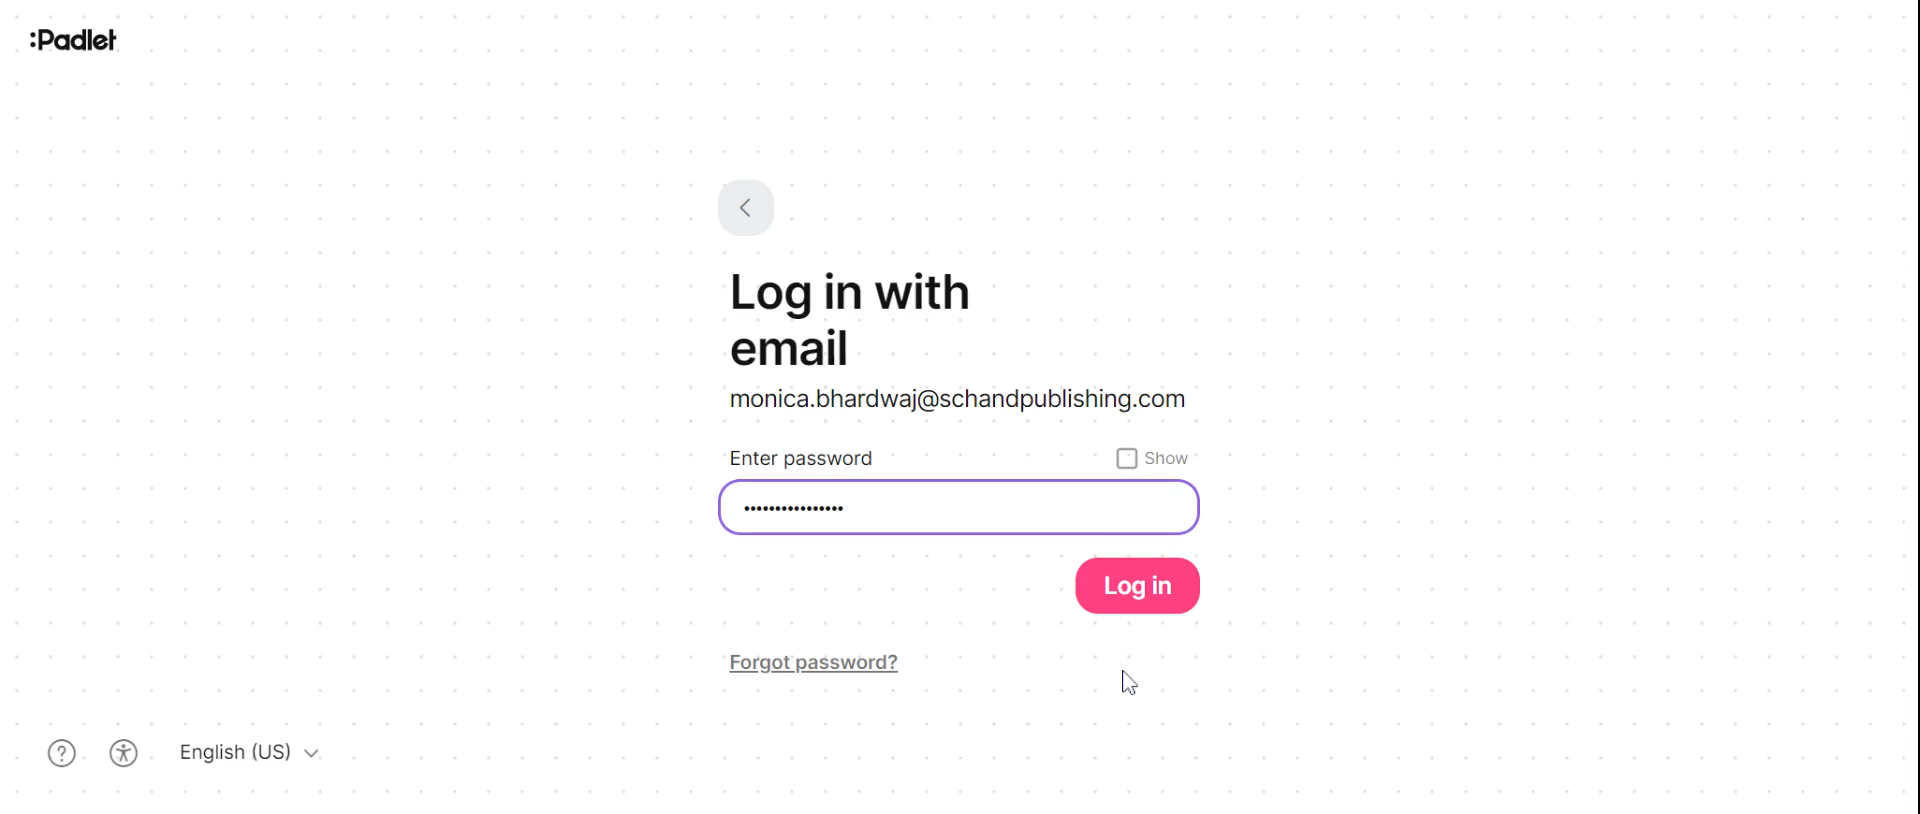 :Padlet
Log in with
email
monica.bhardwaj@schandpublishing.com
Enter password
Show
••••••••••••••••
Log in
Forgot password?
English (US)